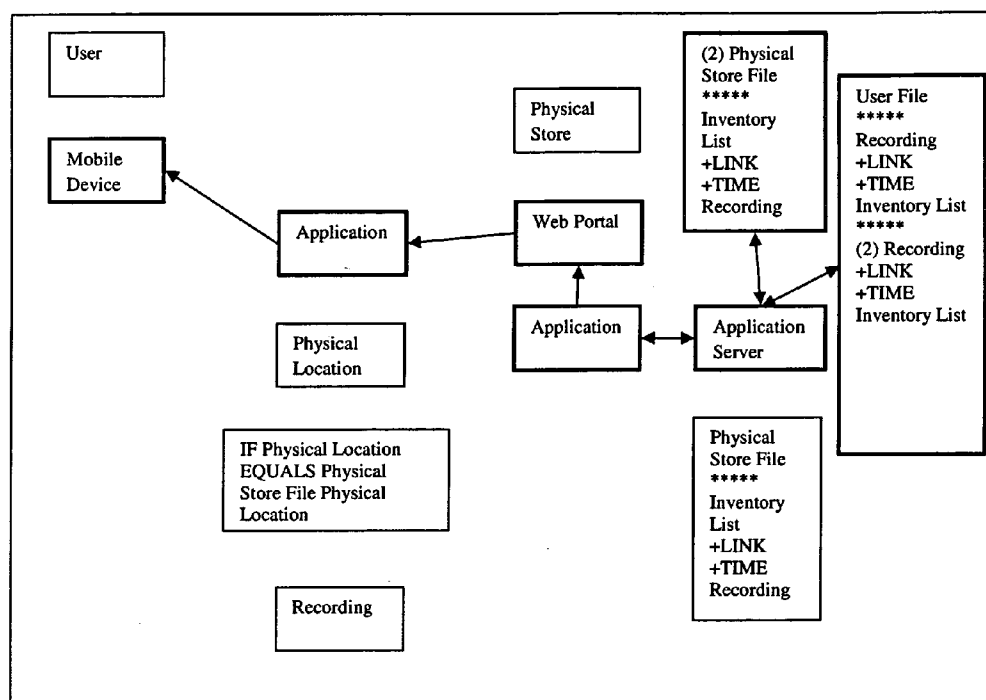 User
Mobile
Device
Application
Physical
Location
IF Physical Location
EQUALS Physical
Store File Physical
Location
Recording
Physical
Store
Web Portal
Application
(2) Physical
Store File
*****
Inventory
List
+LINK
+TIME
Recording
Application
Server
Physical
Store File
*****
Inventory
List
+LINK
+TIME
Recording
User File
*****
Recording
+LINK
+TIME
Inventory List
*****
(2) Recording
+LINK
+TIME
Inventory List